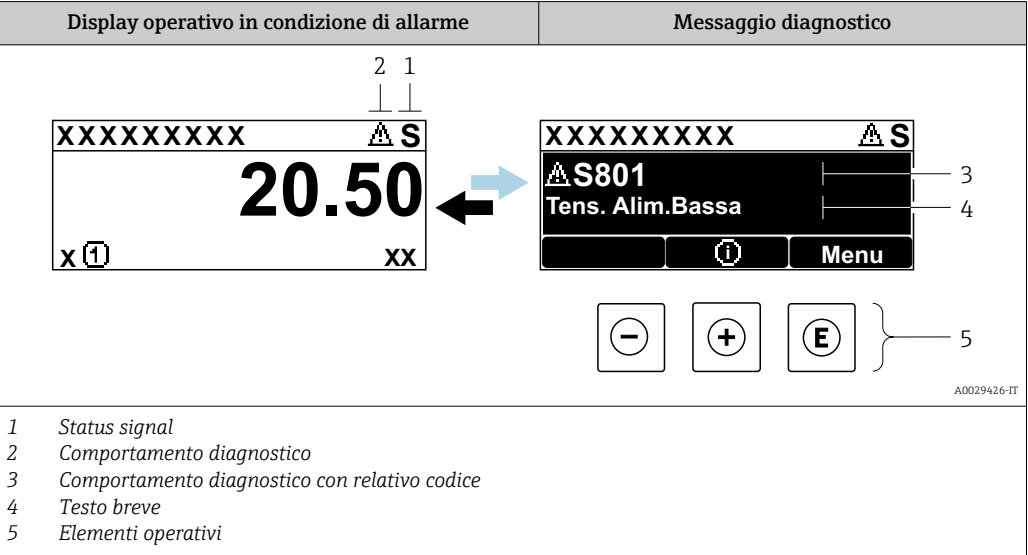 Display operativo in condizione di allarme
Messaggio diagnostico
2 1
XXXXXXXXX S
20.50
x 1 xx
XXXXXXXXX S
S801
3
Tens. Alim.Bassa
4
i Menu
- + E
5
A0029426-IT
1 Status signal
2 Comportamento diagnostico
3 Comportamento diagnostico con relativo codice
4 Testo breve
5 Elementi operativi